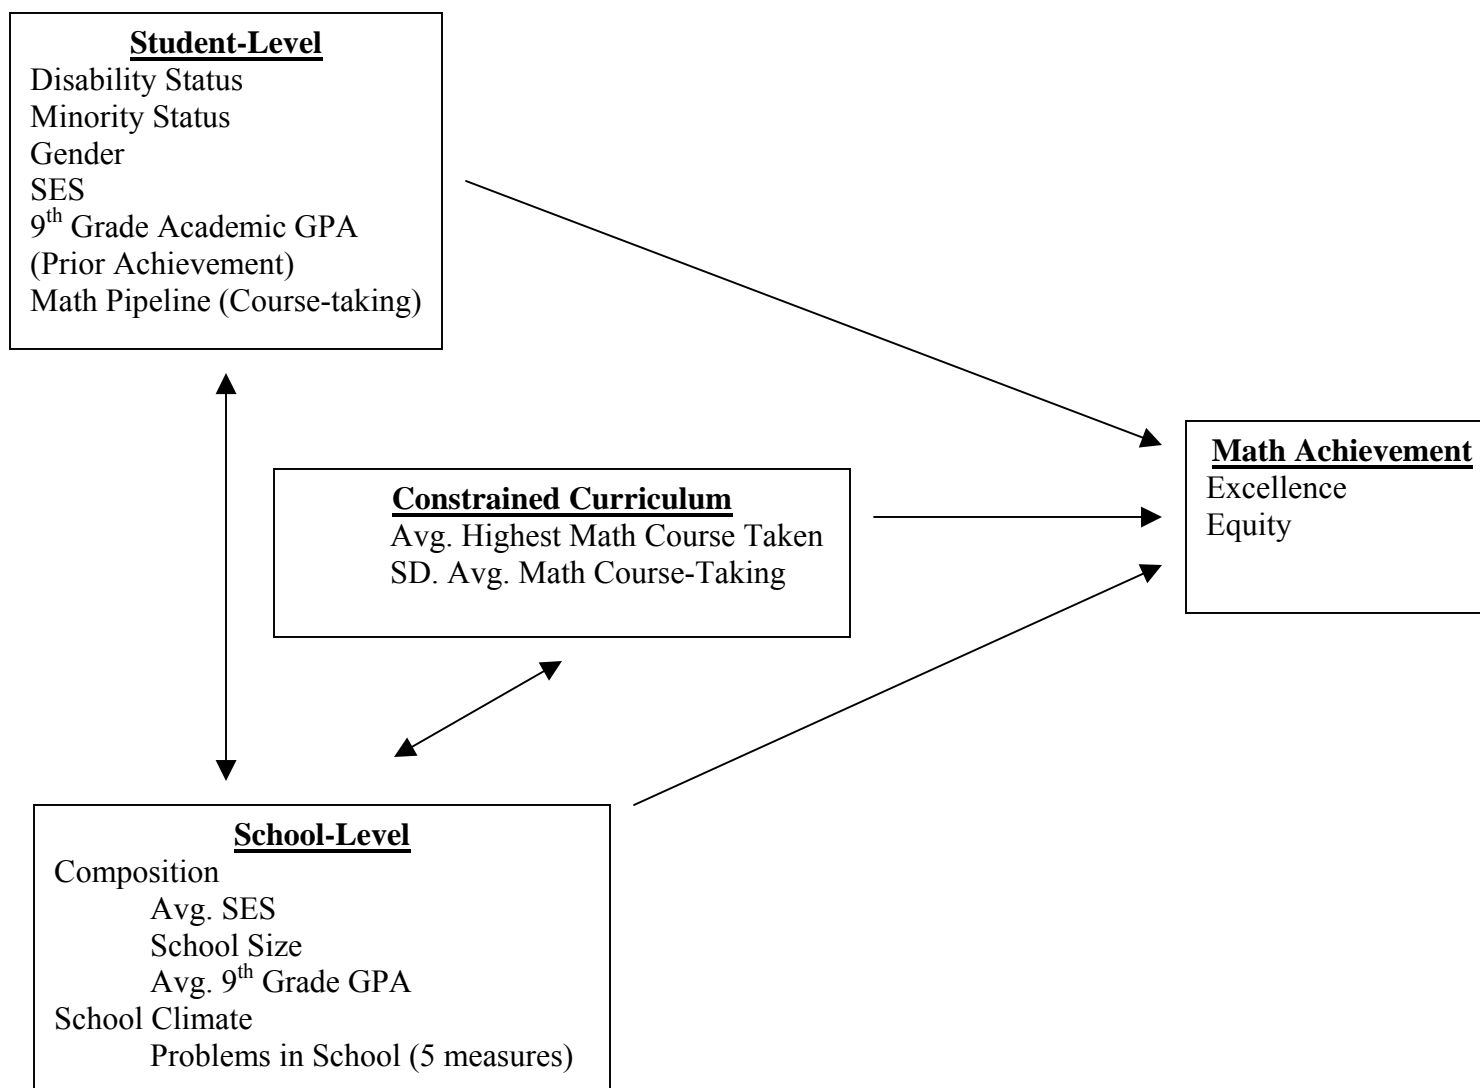 Student-Level
Disability Status
Minority Status
Gender
SES
9th Grade Academic GPA
(Prior Achievement)
Math Pipeline (Course-taking)
Constrained Curriculum
Avg. Highest Math Course Taken
SD. Avg. Math Course-Taking
Math Achievement
Excellence
Equity
School-Level
Composition
Avg. SES
School Size
Avg. 9th Grade GPA
School Climate
Problems in School (5 measures)